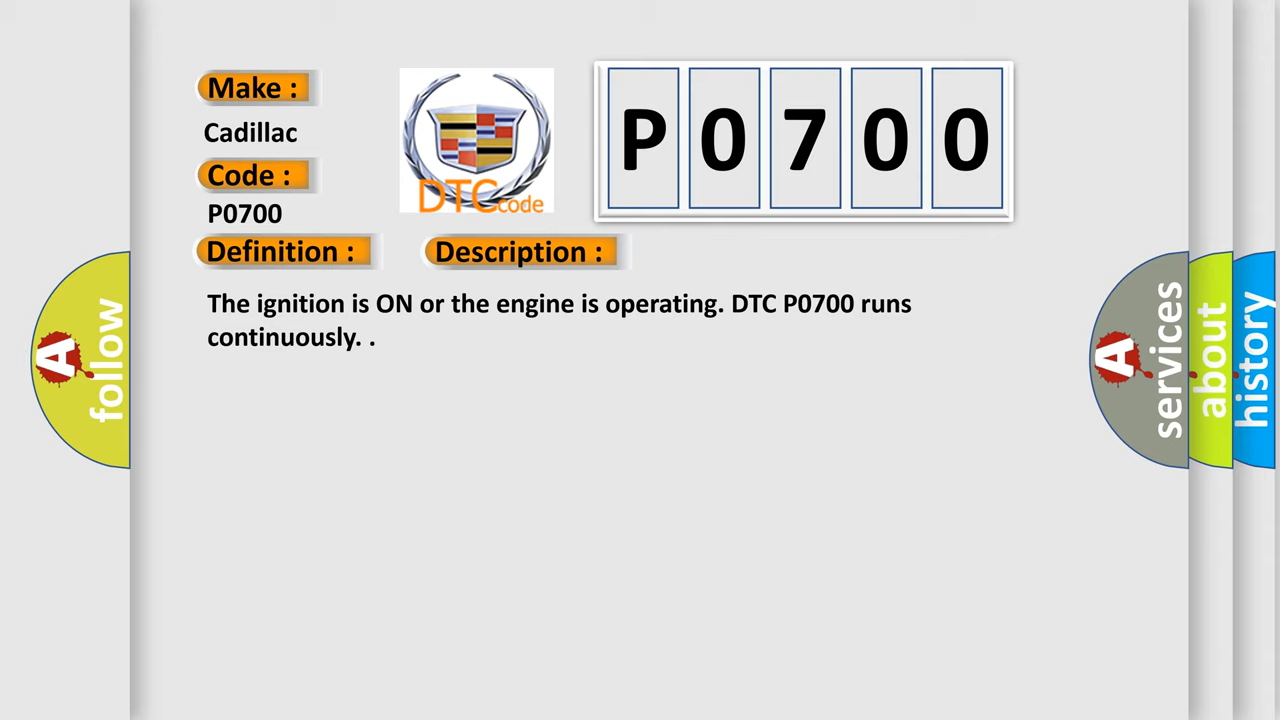 Make :
Cadillac
Code :
P0700
Definition :
Description :
The ignition is ON or the engine is operating. DTC P0700 runs
continuously. .
DTC code
P 0 7 0 0
A
follow
A
services
about
history